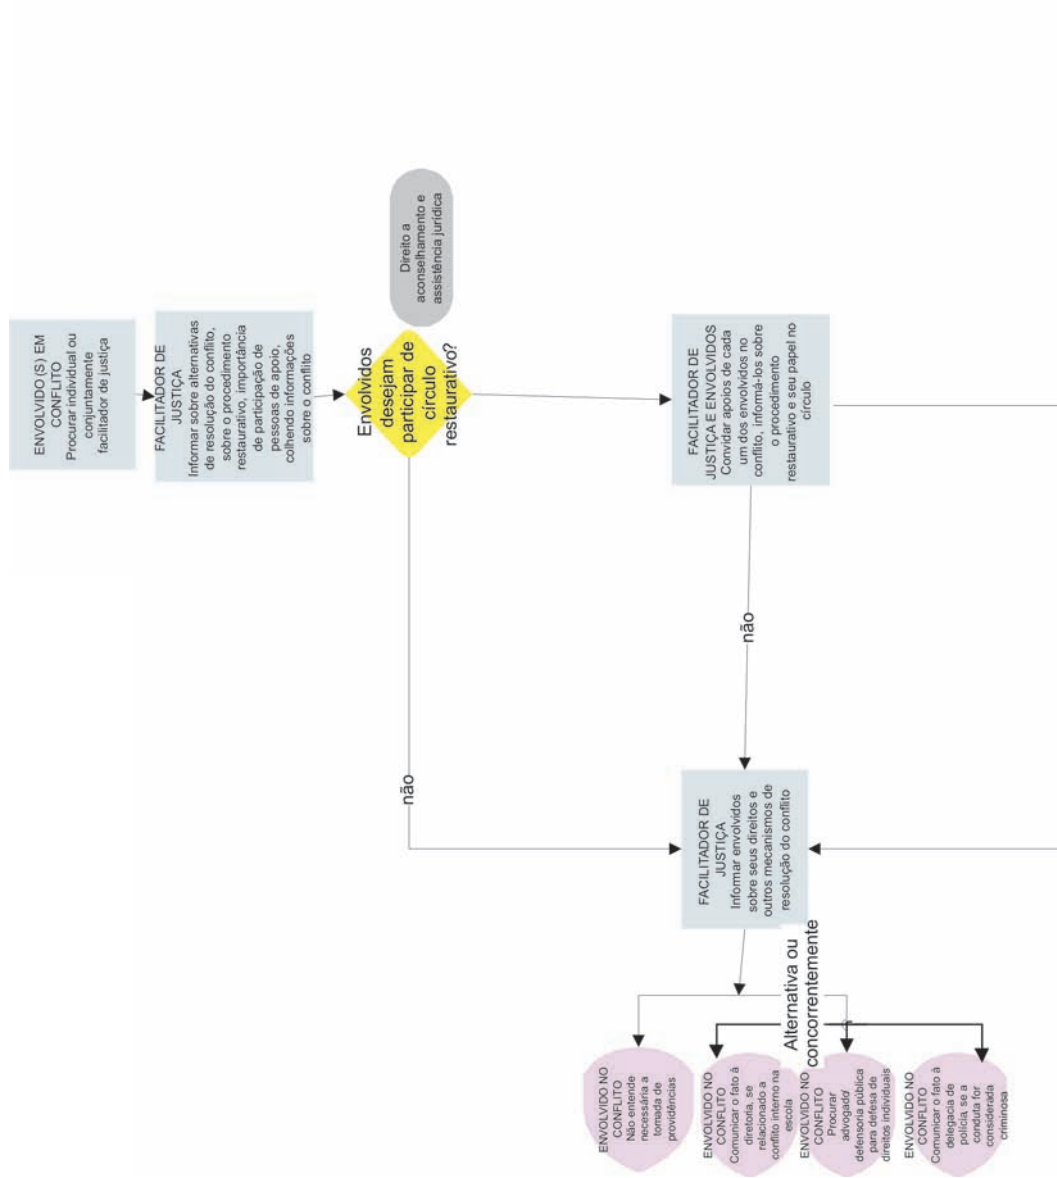 ENVOLVIDO (S) EM
CONFLITO
Procurar individual ou
conjuntamente
facilitador de justiça
FACILITADOR DE
JUSTIÇA
Informar sobre alternativas
de resolução do conflito,
sobre o procedimento
restaurativo, importância
de participação de
pessoas de apoio,
colhendo informações
sobre o conflito
Envolvidos
desejam
participar de
círculo
restaurativo?
Direito a
aconselhamento e
assistência jurídica
FACILITADOR DE
JUSTIÇA E ENVOLVIDOS
Convidar apoios de cada
um dos envolvidos no
conflito, informá-los sobre
o procedimento
restaurativo e seu papel no
círculo
não
não
FACILITADOR DE
JUSTIÇA
Informar envolvidos
sobre seus direitos e
outros mecanismos de
resolução do conflito
Alternativa ou
concorrentemente
ENVOLVIDO NO
CONFLITO
Não entende
necessária a
tomada de
providências
ENVOLVIDO NO
CONFLITO
Comunicar o fato à
diretoria, se
relacionado a
conflito interno na
escola
ENVOLVIDO NO
CONFLITO
Procurar
advogado/
defensoria pública
para defesa de
direitos individuais
ENVOLVIDO NO
CONFLITO
Comunicar o fato à
delegacia de
polícia, se a
conduta for
considerada
criminosa